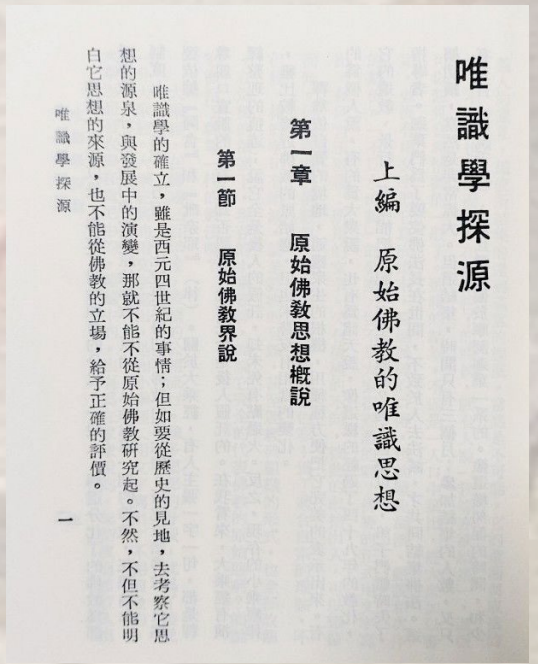 唯識學探源
上編　原始佛教的唯識思想
第一章　原始佛教思想概說
第一節　原始佛教界說
唯識學的確立，雖是西元四世紀的事情；但如要從歷史的見地，去考察它思
想的源泉，與發展中的演變，那就不能不從原始佛教研究起。不然，不但不能明
白它思想的來源，也不能從佛教的立場，給予正確的評價。
唯識學探源
一